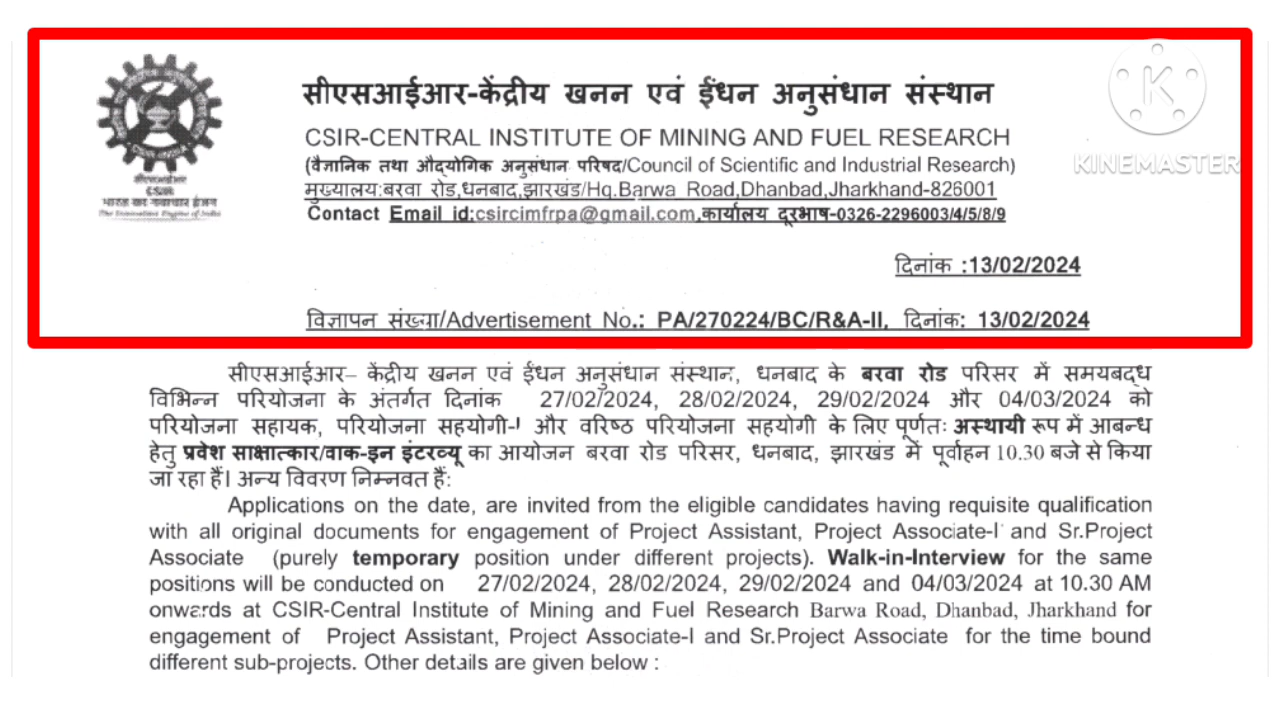 सीएसआईआर-केंद्रीय खनन एवं ईंधन अनुसंधान संस्थान
CSIR-CENTRAL INSTITUTE OF MINING AND FUEL RESEARCH
(वैज्ञानिक तथा औद्योगिक अनुसंधान परिषद/Council of Scientific and Industrial Research)
मुख्यालय:बरवा रोड,धनबाद,झारखंड/Hq.Barwa Road,Dhanbad,Jharkhand-826001
Contact Email id:csircimfrpa@gmail.com,कार्यालय दूरभाष-0326-2296003/4/5/8/9
सीएसआईआर
CSIR
भारत का नवाचार इंजन
The Innovation Engine of India
KINEMASTER
दिनांक :13/02/2024
विज्ञापन संख्या/Advertisement No.: PA/270224/BC/R&A-II, दिनांक: 13/02/2024
सीएसआईआर– केंद्रीय खनन एवं ईंधन अनुसंधान संस्थान, धनबाद के बरवा रोड परिसर में समयबद्ध
विभिन्न परियोजना के अंतर्गत दिनांक 27/02/2024, 28/02/2024, 29/02/2024 और 04/03/2024 को
परियोजना सहायक, परियोजना सहयोगी-I और वरिष्ठ परियोजना सहयोगी के लिए पूर्णतः अस्थायी रूप में आबन्ध
हेतु प्रवेश साक्षात्कार/वाक-इन इंटरव्यू का आयोजन बरवा रोड परिसर, धनबाद, झारखंड में पूर्वाहन 10.30 बजे से किया
जा रहा हैं। अन्य विवरण निम्नवत हैं:
Applications on the date, are invited from the eligible candidates having requisite qualification
with all original documents for engagement of Project Assistant, Project Associate-I and Sr.Project
Associate (purely temporary position under different projects). Walk-in-Interview for the same
positions will be conducted on 27/02/2024, 28/02/2024, 29/02/2024 and 04/03/2024 at 10.30 AM
onwards at CSIR-Central Institute of Mining and Fuel Research Barwa Road, Dhanbad, Jharkhand for
engagement of Project Assistant, Project Associate-I and Sr.Project Associate for the time bound
different sub-projects. Other details are given below :